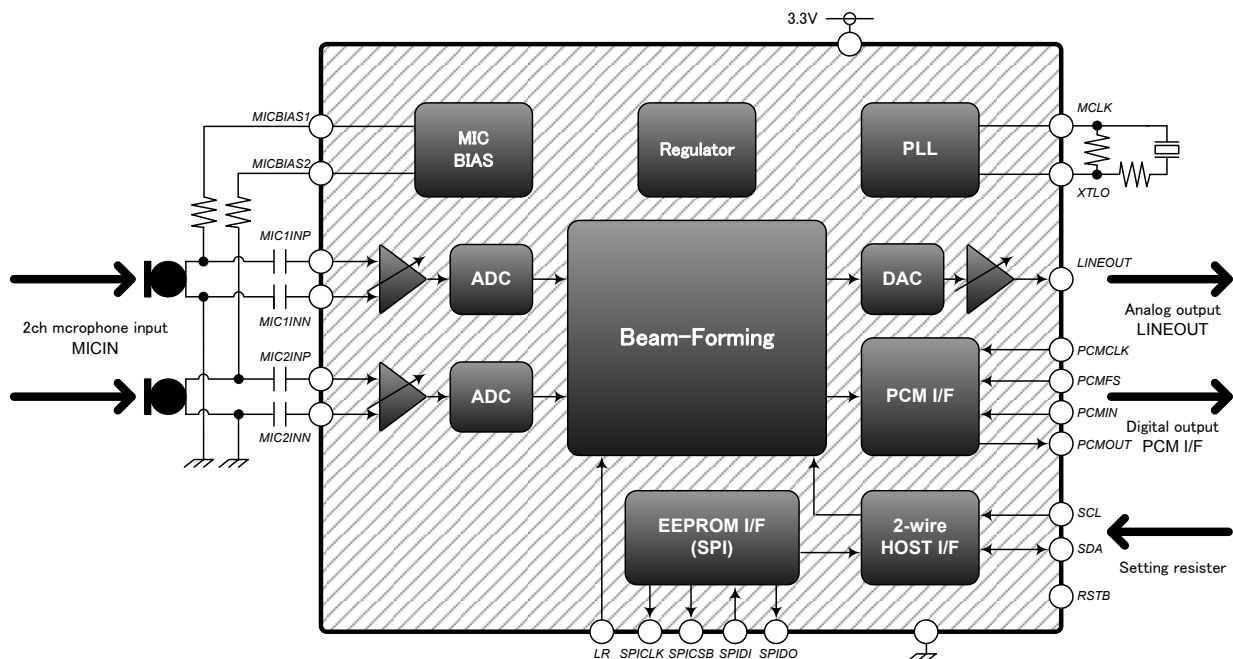 3.3V
MICBIAS1
MIC
BIAS
Regulator
PLL
MCLK
MICBIAS2
XTLO
MIC1INP
ADC
Beam-Forming
DAC
LINEOUT
MIC1INN
2ch mcrophone input
MICIN
Analog output
LINEOUT
MIC2INP
ADC
MIC2INN
PCM I/F
PCMCLK
PCMFS
PCMIN
PCMOUT
Digital output
PCM I/F
EEPROM I/F
(SPI)
2-wire
HOST I/F
SCL
SDA
Setting resister
RSTB
LR
SPICLK
SPICSB
SPIDI
SPIDO